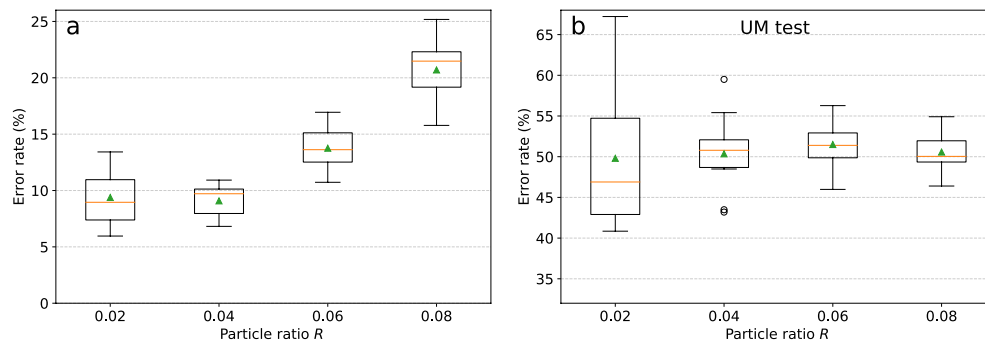 a
25
20
15
10
5
0
Error rate (%)
0.02 0.04 0.06 0.08
Particle ratio R
b
UM test
65
60
55
50
45
40
35
Error rate (%)
0.02 0.04 0.06 0.08
Particle ratio R